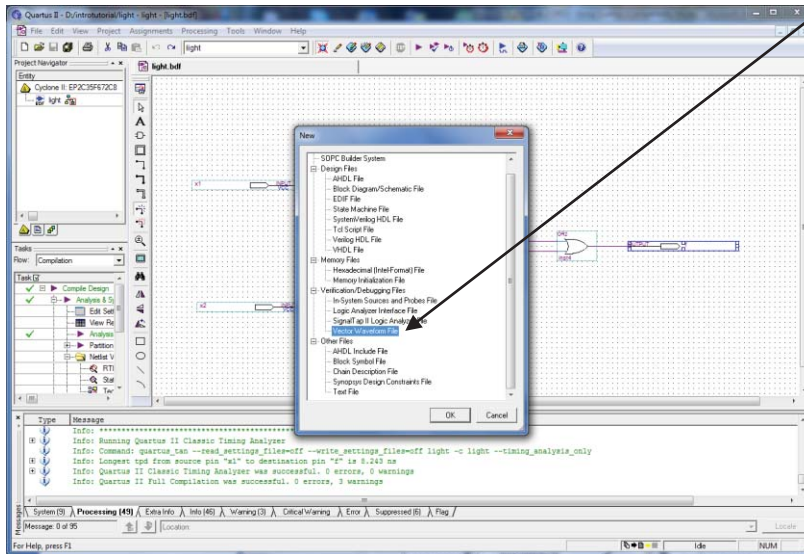 Quartus II - D:/introtutorial/light - light - [light.bdf]
File Edit View Project Assignments Processing Tools Window Help
light
Project Navigator
light.bdf
Entity
Cyclone II: EP2C35F672C8
light
New
SOPC Builder System
Design Files
AHDL File
Block Diagram/Schematic File
EDIF File
State Machine File
SystemVerilog HDL File
Tcl Script File
Verilog HDL File
VHDL File
Memory Files
Hexadecimal (Intel-Format) File
Memory Initialization File
Verification/Debugging Files
In-System Sources and Probes File
Logic Analyzer Interface File
SignalTap II Logic Analyzer File
Vector Waveform File
Other Files
AHDL Include File
Block Symbol File
Chain Description File
Synopsys Design Constraints File
Text File
OK Cancel
x1
INPUT
VCC
x2
OR2
OUTPUT
f
Tasks
Flow: Compilation
Task
Compile Design
Analysis & Sy
Edit Sett
View Re
Analysis
Partition
Netlist V
RTL
Stat
Tec
Type Message
Info: Running Quartus II Classic Timing Analyzer
Info: Command: quartus_tan --read_settings_files=off --write_settings_files=off light -c light --timing_analysis_only
Info: Longest tpd from source pin "x1" to destination pin "f" is 8.243 ns
Info: Quartus II Classic Timing Analyzer was successful. 0 errors, 0 warnings
Info: Quartus II Full Compilation was successful. 0 errors, 3 warnings
System (9) Processing (49) Extra Info Info (46) Warning (3) Critical Warning Error Suppressed (6) Flag
Message: 0 of 95 Location: Locate
For Help, press F1 Idle NUM